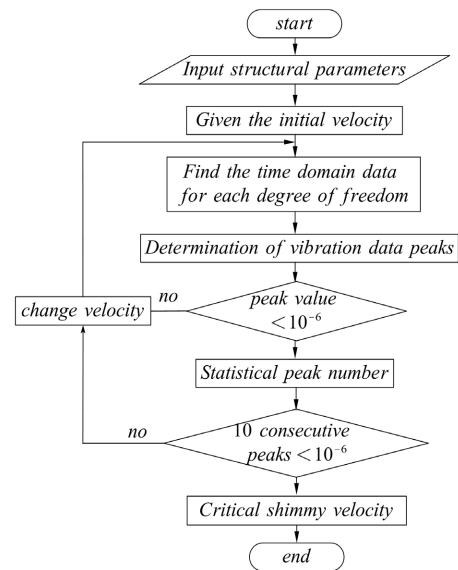 start
Input structural parameters
Given the initial velocity
Find the time domain data
for each degree of freedom
Determination of vibration data peaks
no
peak value
<10⁻⁶
change velocity
Statistical peak number
no
10 consecutive
peaks <10⁻⁶
Critical shimmy velocity
end